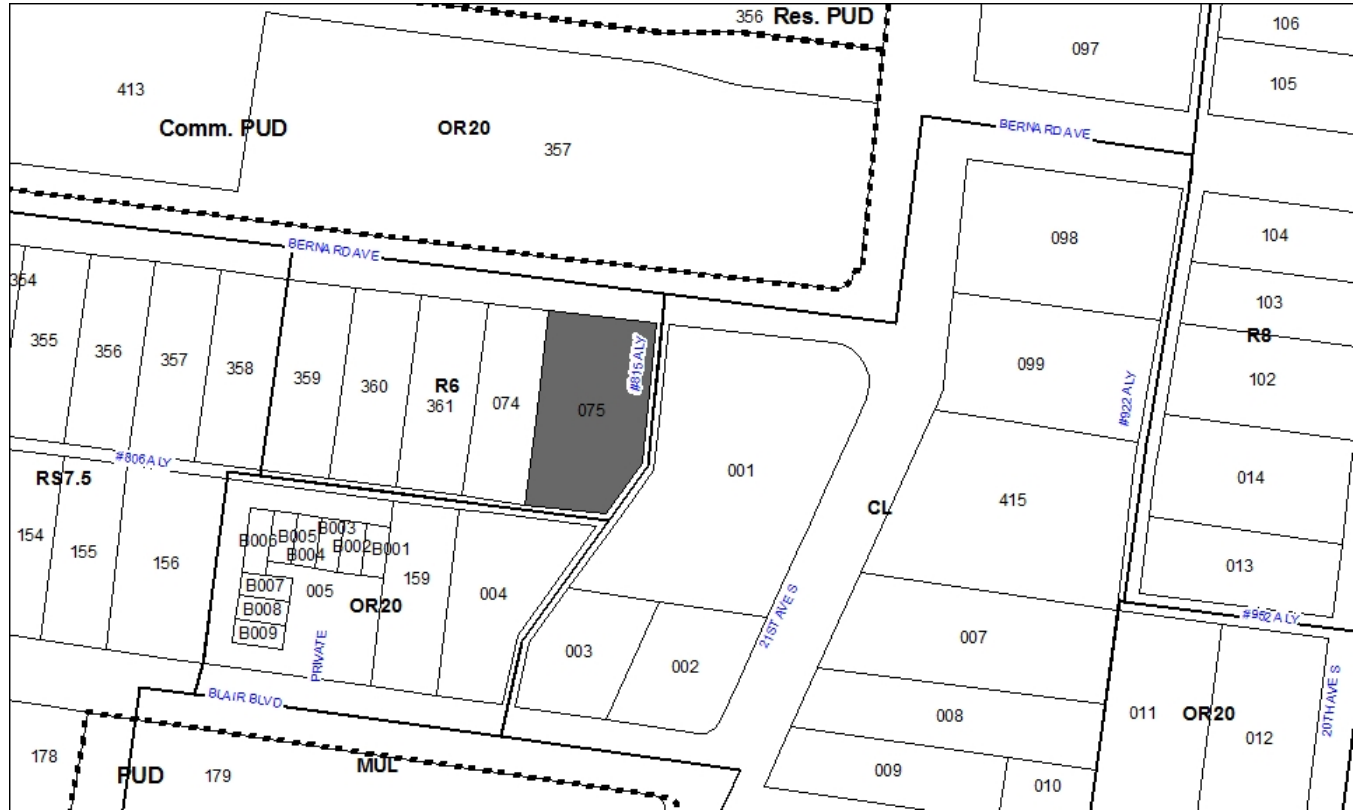 356 Res. PUD
106
097
105
413
Comm. PUD
OR20
357
BERNARD AVE
098
104
BERNARD AVE
103
R8
354
355
356
357
358
359
360
R6
361
074
075
#815 ALY
099
#922 ALY
102
#806 ALY
RS7.5
001
CL
415
014
154
155
156
B006
B005
B004
B003
B002
B001
159
004
013
B007
B008
B009
005
OR20
PRIVATE
003
002
21ST AVE S
007
#952 ALY
BLAIR BLVD
008
011
OR20
012
20TH AVE S
178
PUD
179
MUL
009
010